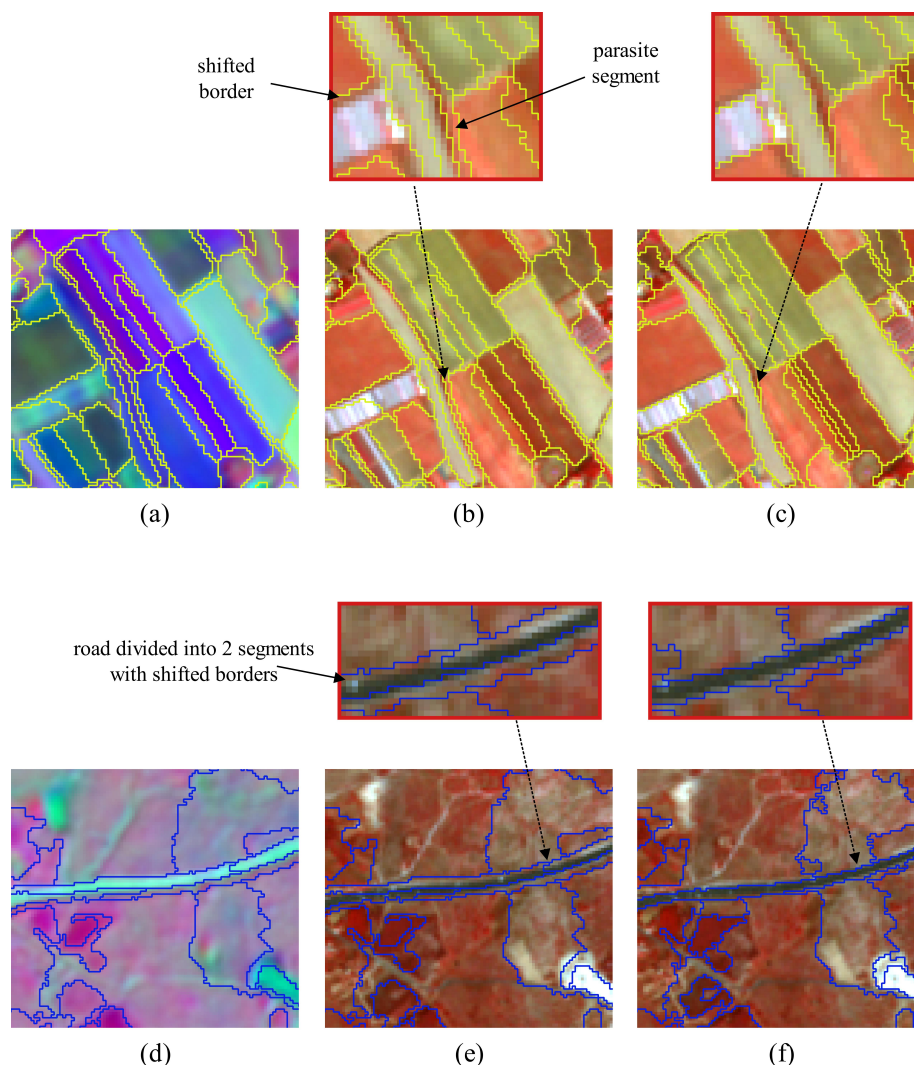 shifted
border
parasite
segment
(a)
(b)
(c)
road divided into 2 segments
with shifted borders
(d)
(e)
(f)